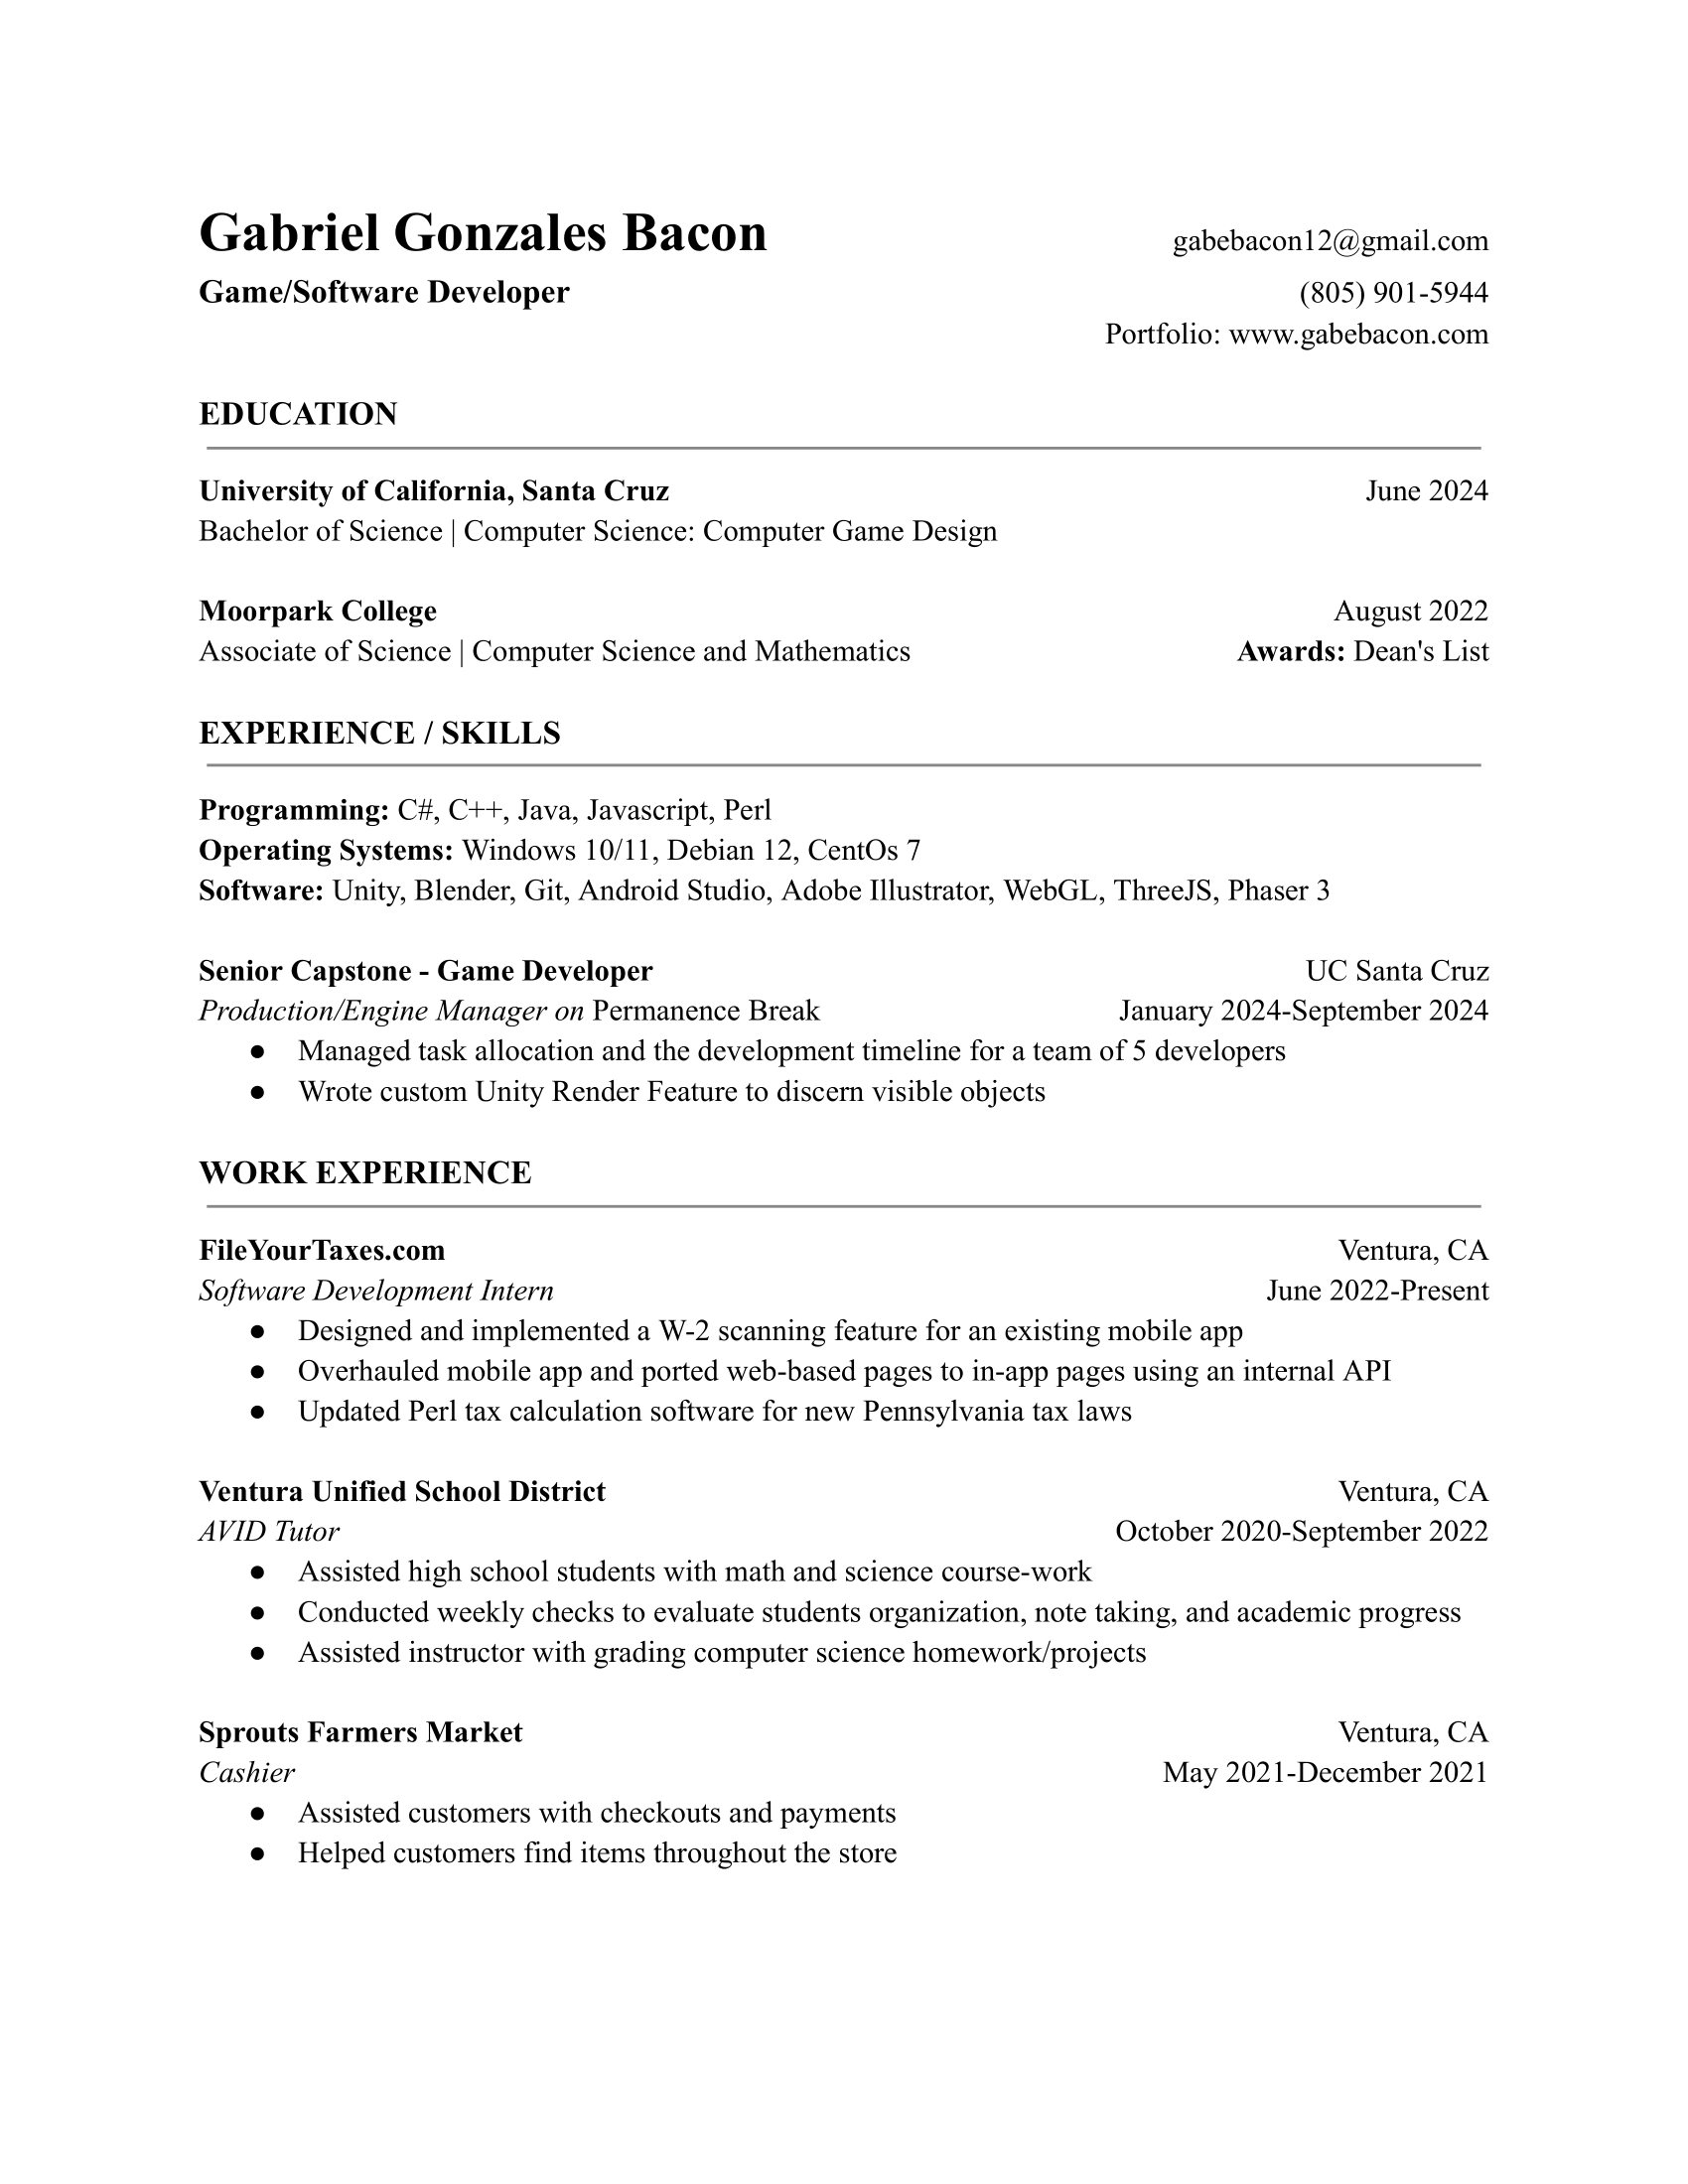 Gabriel Gonzales Bacon gabebacon12@gmail.com
Game/Software Developer (805) 901-5944
Portfolio: www.gabebacon.com
EDUCATION
University of California, Santa Cruz June 2024
Bachelor of Science | Computer Science: Computer Game Design
Moorpark College August 2022
Associate of Science | Computer Science and Mathematics Awards: Dean's List
EXPERIENCE / SKILLS
Programming: C#, C++, Java, Javascript, Perl
Operating Systems: Windows 10/11, Debian 12, CentOs 7
Software: Unity, Blender, Git, Android Studio, Adobe Illustrator, WebGL, ThreeJS, Phaser 3
Senior Capstone - Game Developer UC Santa Cruz
Production/Engine Manager on Permanence Break January 2024-September 2024
● Managed task allocation and the development timeline for a team of 5 developers
● Wrote custom Unity Render Feature to discern visible objects
WORK EXPERIENCE
FileYourTaxes.com Ventura, CA
Software Development Intern June 2022-Present
● Designed and implemented a W-2 scanning feature for an existing mobile app
● Overhauled mobile app and ported web-based pages to in-app pages using an internal API
● Updated Perl tax calculation software for new Pennsylvania tax laws
Ventura Unified School District Ventura, CA
AVID Tutor October 2020-September 2022
● Assisted high school students with math and science course-work
● Conducted weekly checks to evaluate students organization, note taking, and academic progress
● Assisted instructor with grading computer science homework/projects
Sprouts Farmers Market Ventura, CA
Cashier May 2021-December 2021
● Assisted customers with checkouts and payments
● Helped customers find items throughout the store